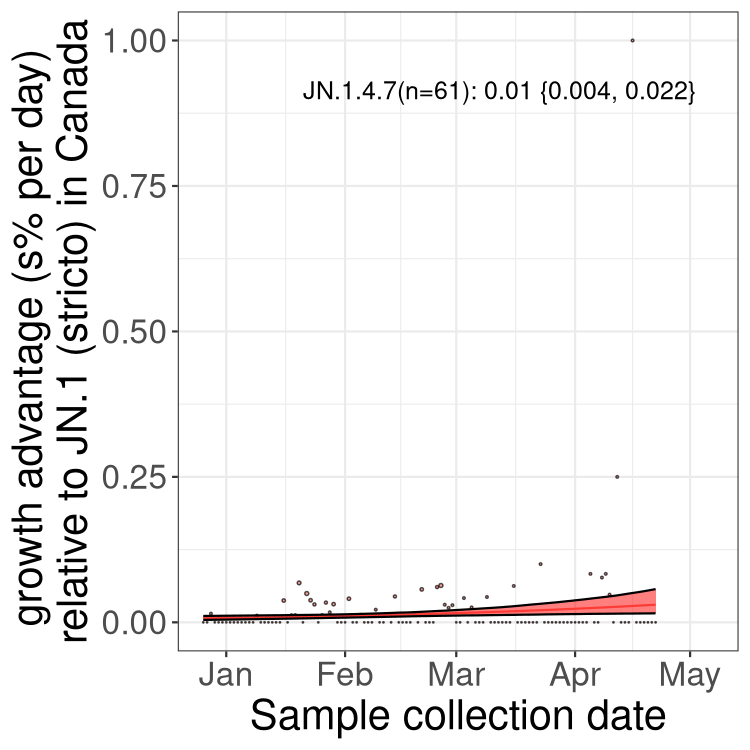 growth advantage (s% per day)
relative to JN.1 (stricto) in Canada
1.00
0.75
0.50
0.25
0.00
JN.1.4.7(n=61): 0.01 {0.004, 0.022}
Jan Feb Mar Apr May
Sample collection date